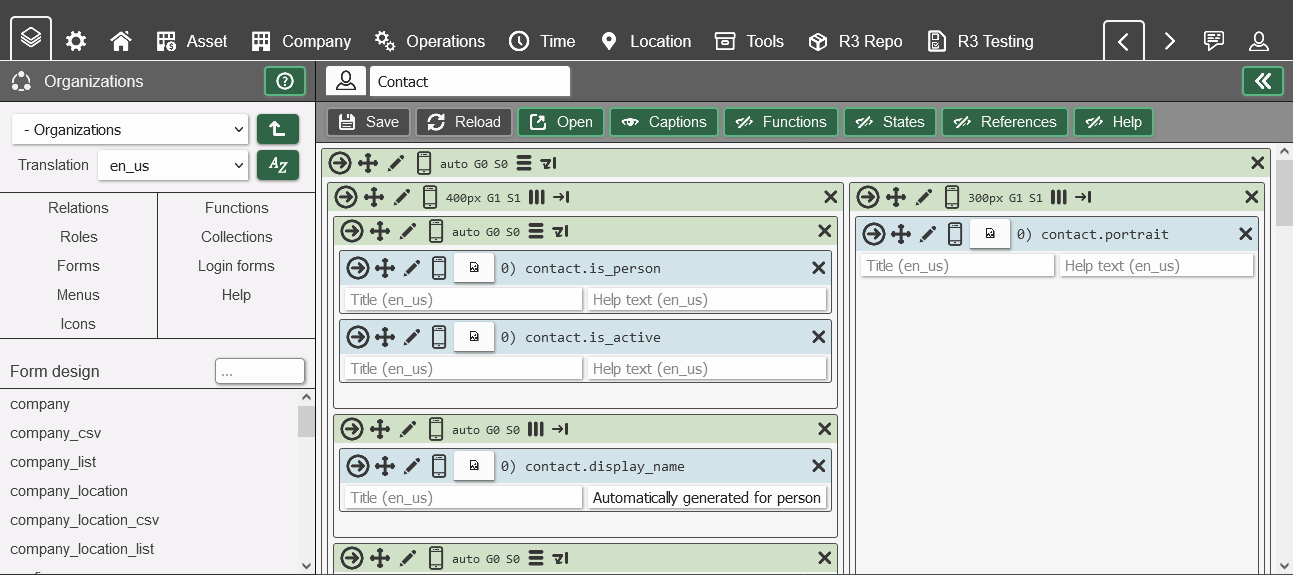 Asset Company Operations Time Location Tools R3 Repo R3 Testing
Organizations Contact
Save Reload Open Captions Functions States References Help
- Organizations
Translation en_us AZ
Relations Functions
Roles Collections
Forms Login forms
Menus Help
Icons
Form design ...
company
company_csv
company_list
company_location
company_location_csv
company_location_list
auto G0 S0
400px G1 S1
auto G0 S0
0) contact.is_person
Title (en_us) Help text (en_us)
0) contact.is_active
Title (en_us) Help text (en_us)
auto G0 S0
0) contact.display_name
Title (en_us) Automatically generated for person
auto G0 S0
300px G1 S1
0) contact.portrait
Title (en_us) Help text (en_us)